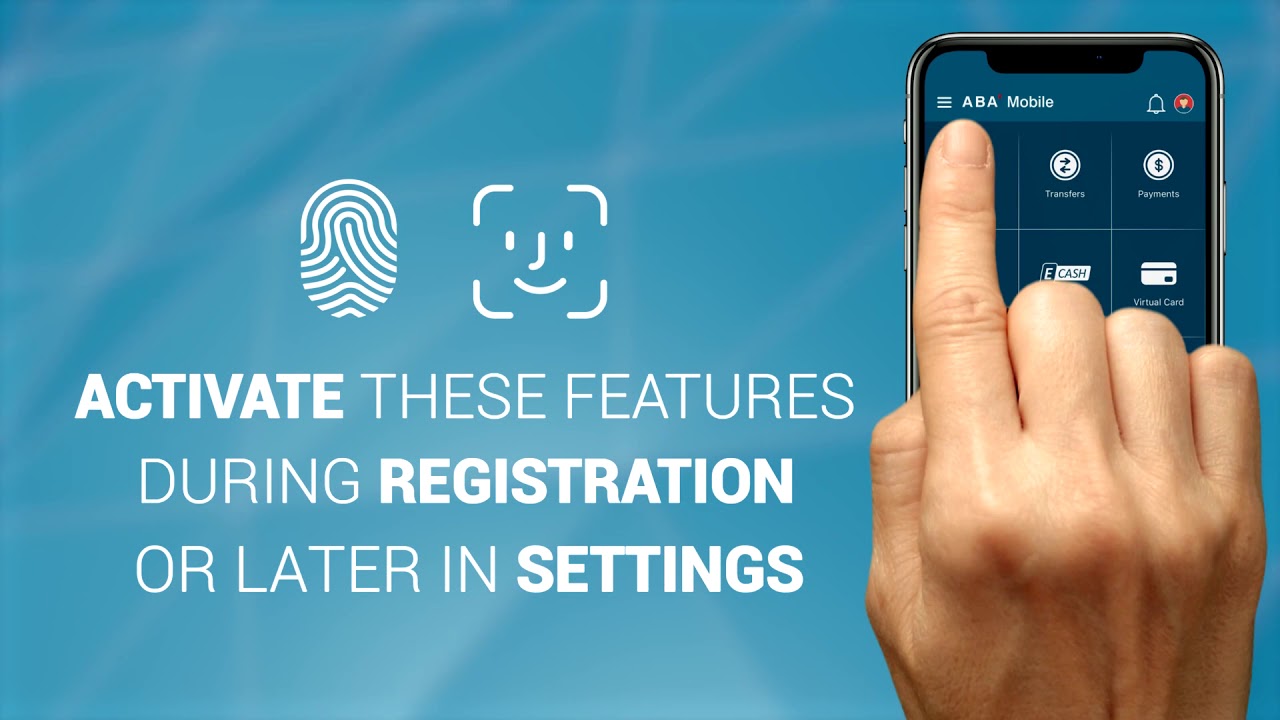 ABA' Mobile
Transfers
Payments
E CASH
Virtual Card
ACTIVATE THESE FEATURES
DURING REGISTRATION
OR LATER IN SETTINGS